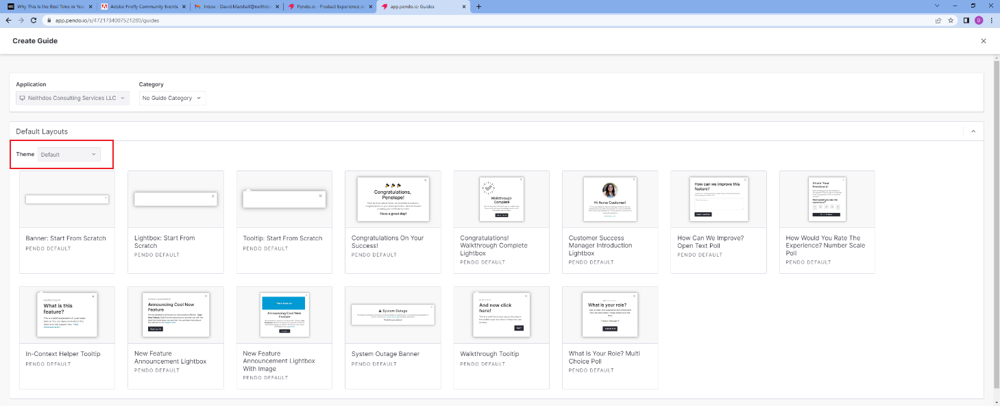 Why This Is the Best Time in Year
Adobe Firefly Community Events
Inbox - David.Marshall@neithdo
Pendo.io - Product Experience an
app.pendo.io: Guides
app.pendo.io/s/4721734007521280/guides
D
Create Guide
Application
Category
Neithdos Consulting Services LLC
No Guide Category
Default Layouts
Theme
Default
Congratulations,
Penelope!
Have a great day!
Walkthrough
Complete
Hi Acme Customer!
How can we improve this
feature?
Share Your
Feedback!
How would you rate the
experience?
Banner: Start From Scratch
PENDO DEFAULT
Lightbox: Start From
Scratch
PENDO DEFAULT
Tooltip: Start From Scratch
PENDO DEFAULT
Congratulations On Your
Success!
PENDO DEFAULT
Congratulations!
Walkthrough Complete
Lightbox
PENDO DEFAULT
Customer Success
Manager Introduction
Lightbox
PENDO DEFAULT
How Can We Improve?
Open Text Poll
PENDO DEFAULT
How Would You Rate The
Experience? Number Scale
Poll
PENDO DEFAULT
What is this
feature?
Announcing Cool New
Feature
Announcing Cool New
Feature
System Outage
And now click
here!
What is your role?
In-Context Helper Tooltip
PENDO DEFAULT
New Feature
Announcement Lightbox
PENDO DEFAULT
New Feature
Announcement Lightbox
With Image
PENDO DEFAULT
System Outage Banner
PENDO DEFAULT
Walkthrough Tooltip
PENDO DEFAULT
What Is Your Role? Multi
Choice Poll
PENDO DEFAULT